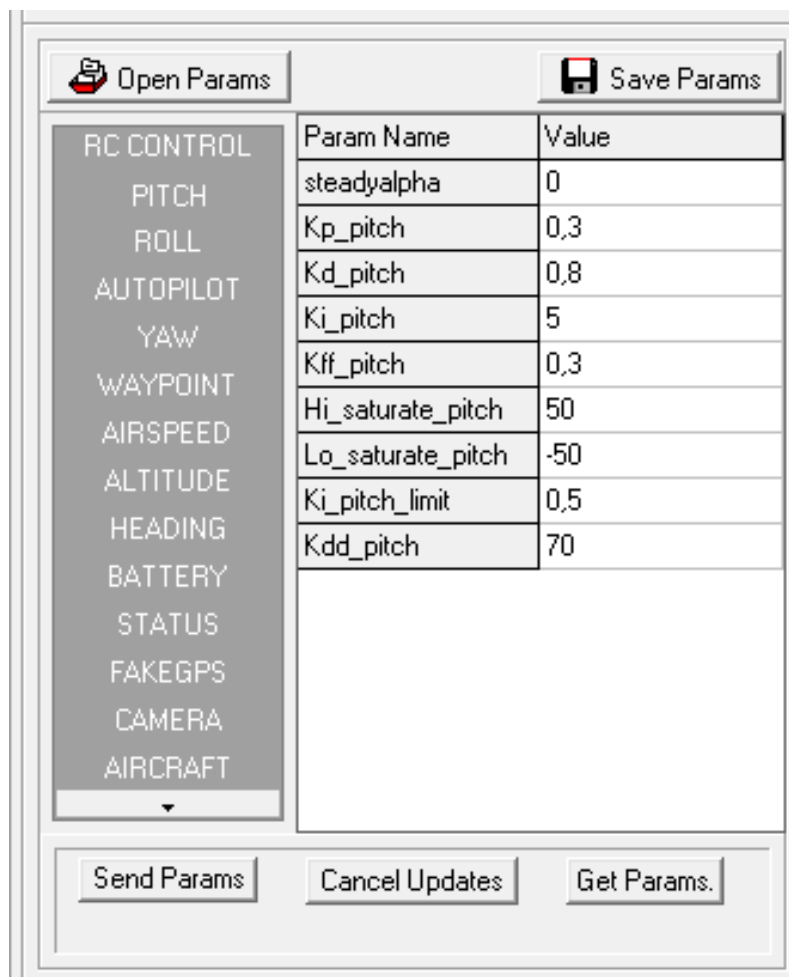 Open Params
Save Params
RC CONTROL
PITCH
ROLL
AUTOPILOT
YAW
WAYPOINT
AIRSPEED
ALTITUDE
HEADING
BATTERY
STATUS
FAKEGPS
CAMERA
AIRCRAFT
Param Name Value
steadyalpha 0
Kp_pitch 0,3
Kd_pitch 0,8
Ki_pitch 5
Kff_pitch 0,3
Hi_saturate_pitch 50
Lo_saturate_pitch -50
Ki_pitch_limit 0,5
Kdd_pitch 70
Send Params Cancel Updates Get Params.